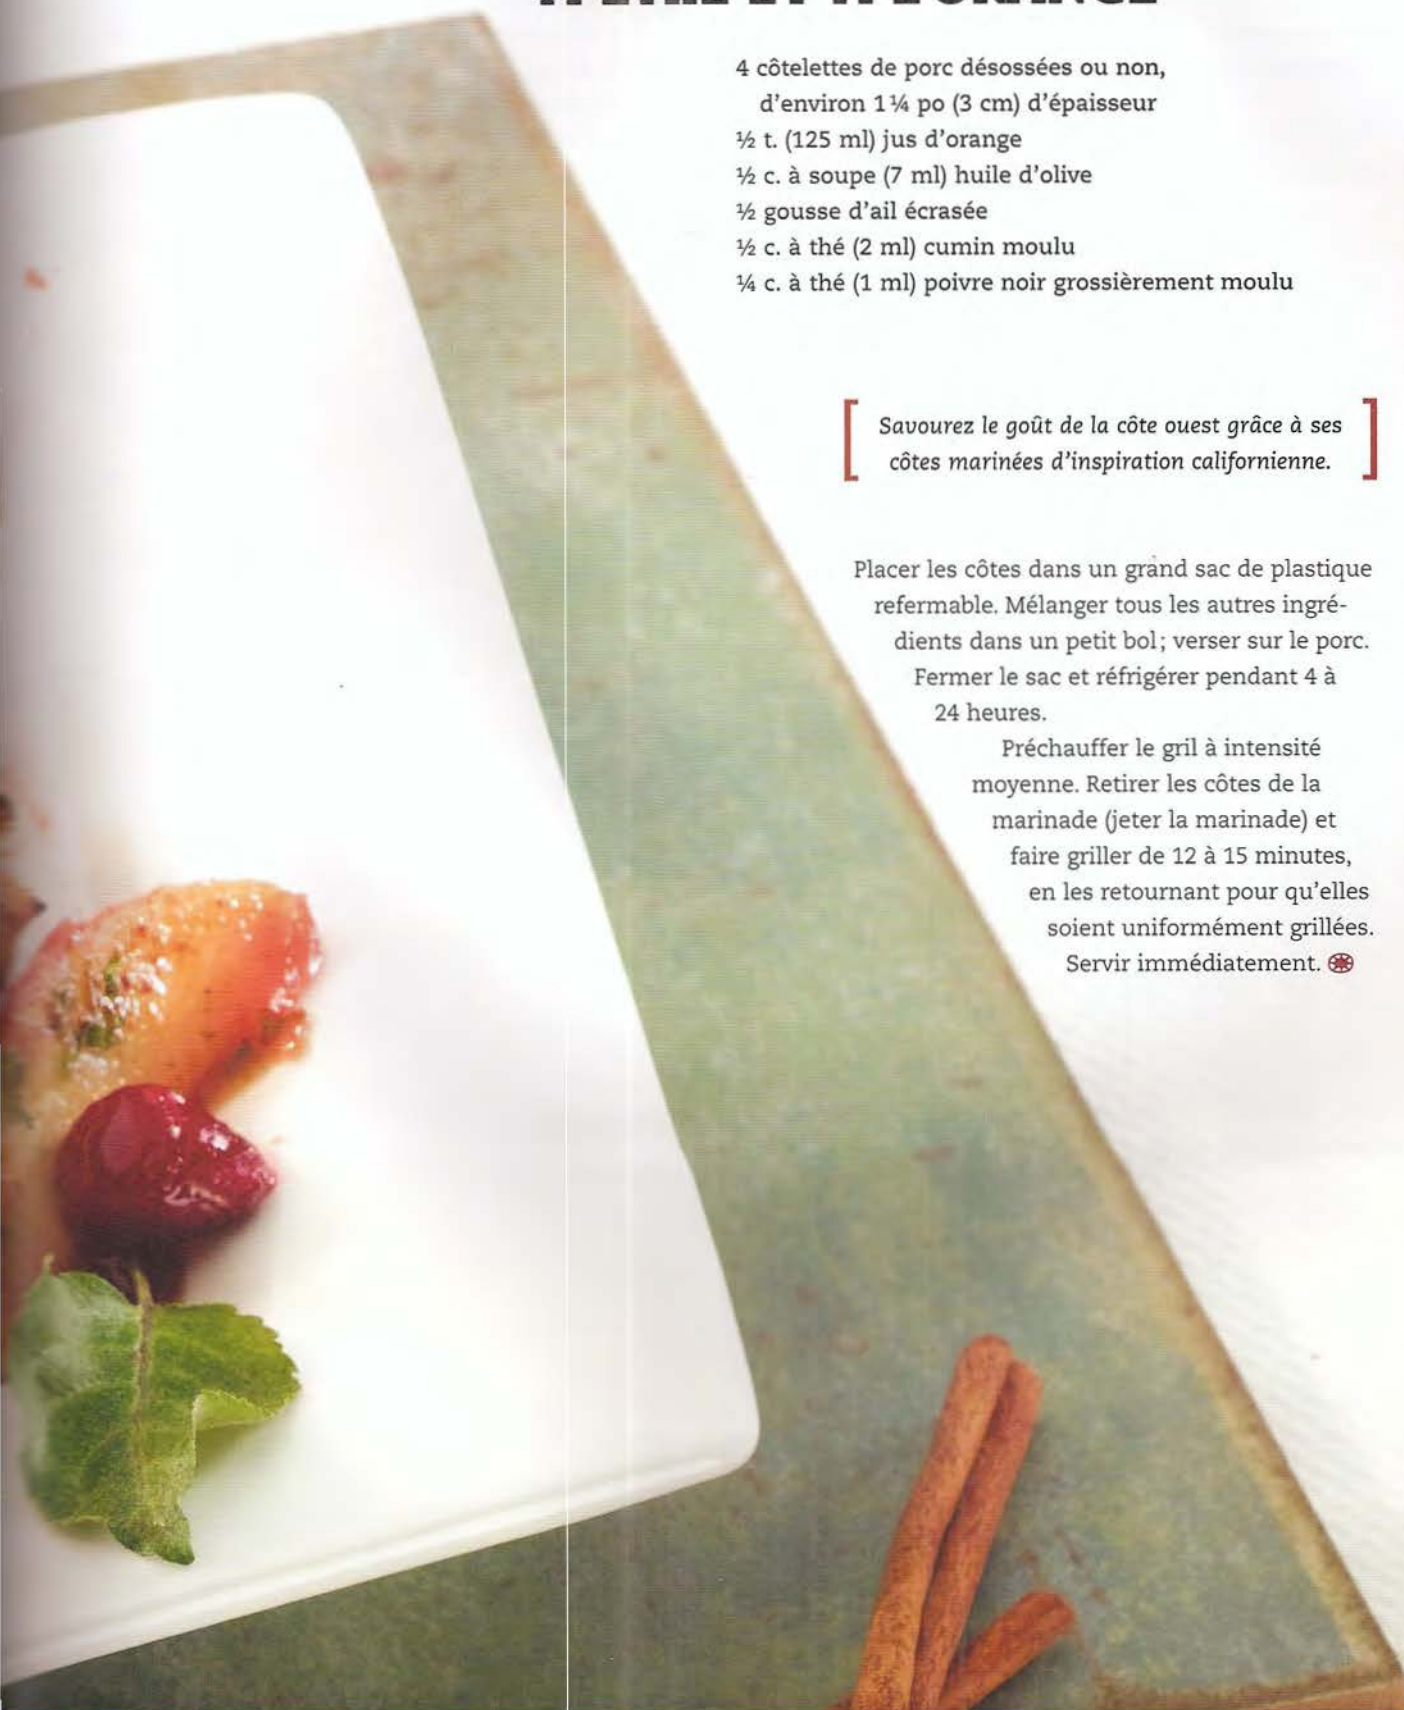 4 côtelettes de porc désossées ou non,
d'environ 1 ¼ po (3 cm) d'épaisseur
½ t. (125 ml) jus d'orange
½ c. à soupe (7 ml) huile d'olive
½ gousse d'ail écrasée
½ c. à thé (2 ml) cumin moulu
¼ c. à thé (1 ml) poivre noir grossièrement moulu
Savourez le goût de la côte ouest grâce à ses
côtes marinées d'inspiration californienne.
Placer les côtes dans un grand sac de plastique
refermable. Mélanger tous les autres ingré-
dients dans un petit bol; verser sur le porc.
Fermer le sac et réfrigérer pendant 4 à
24 heures.
Préchauffer le gril à intensité
moyenne. Retirer les côtes de la
marinade (jeter la marinade) et
faire griller de 12 à 15 minutes,
en les retournant pour qu'elles
soient uniformément grillées.
Servir immédiatement.